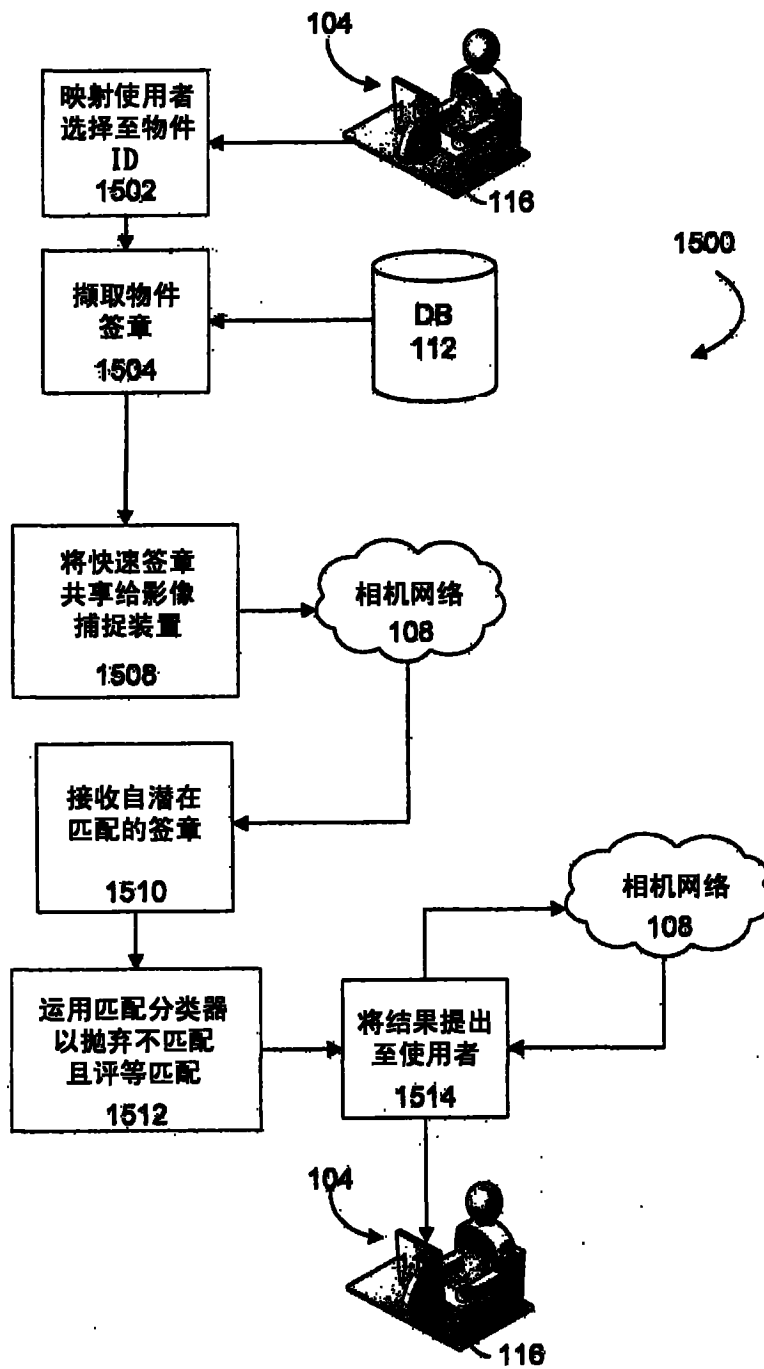 104
映射使用者
选择至物件
ID
1502
116
1500
撷取物件
签章
1504
DB
112
将快速签章
共享给影像
捕捉装置
1508
相机网络
108
接收自潜在
匹配的签章
1510
相机网络
108
运用匹配分类器
以抛弃不匹配
且评等匹配
1512
将结果提出
至使用者
1514
104
116